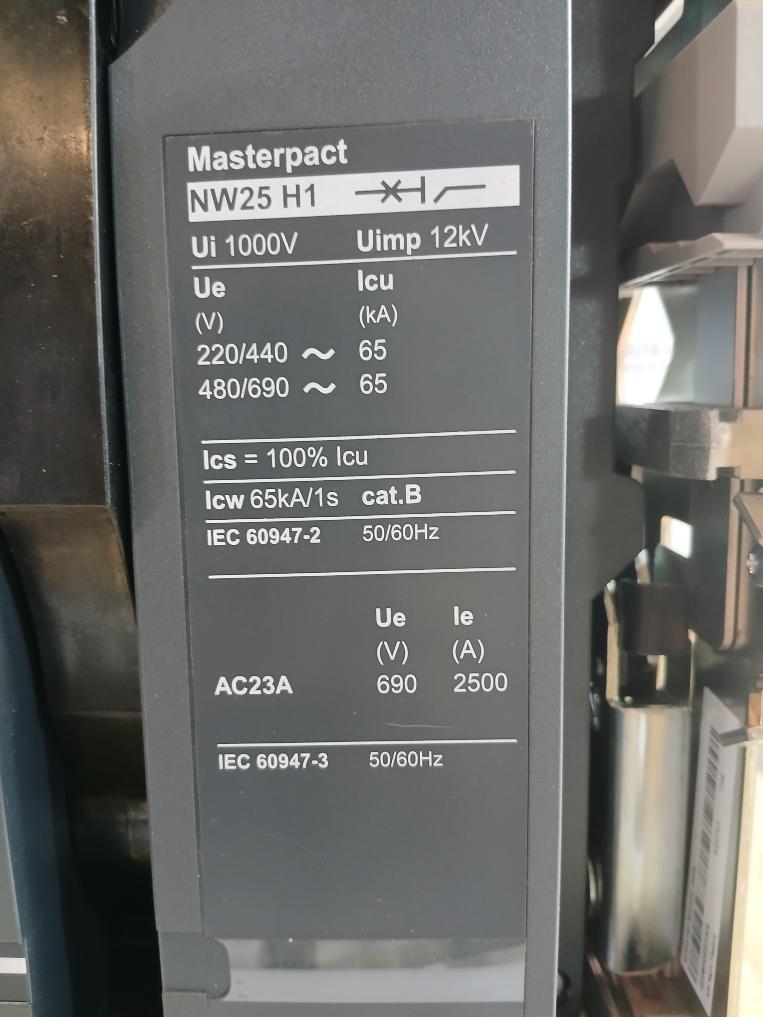 Masterpact
NW25 H1
Ui 1000V Uimp 12kV
Ue Icu
(V) (kA)
220/440 ~ 65
480/690 ~ 65
Ics = 100% Icu
Icw 65kA/1s cat.B
IEC 60947-2 50/60Hz
Ue Ie
(V) (A)
AC23A 690 2500
IEC 60947-3 50/60Hz